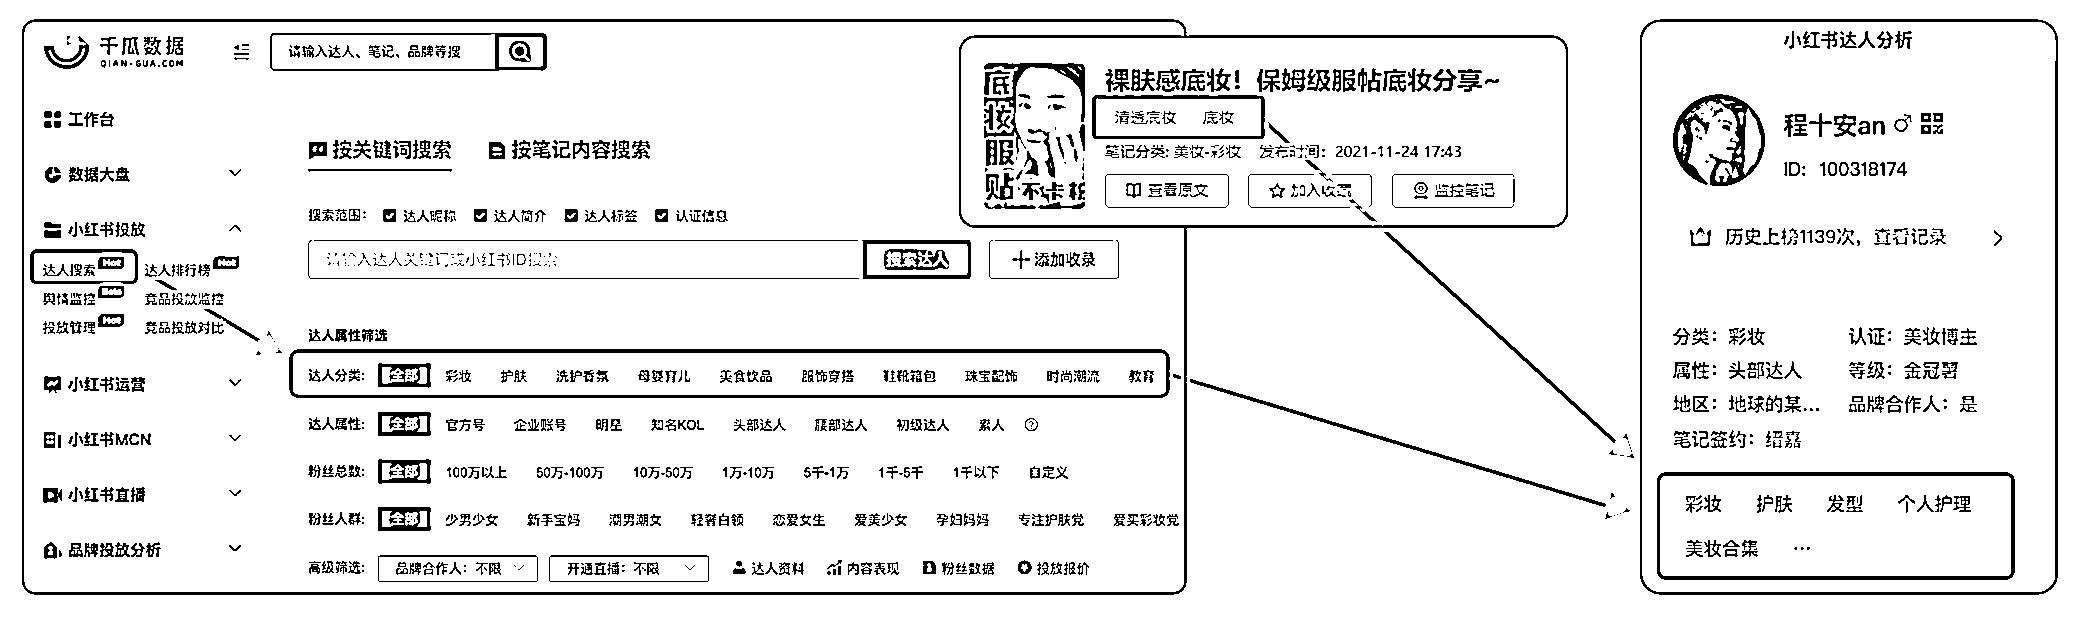 千瓜数据
QIAN-GUA.COM
请输入达人、笔记、品牌等搜
工作台
数据大盘
小红书投放
达人搜索 Hot 达人排行榜 Hot
舆情监控 Beta 竞品投放监控
投放管理 Hot 竞品投放对比
小红书运营
小红书MCN
小红书直播
品牌投放分析
按关键词搜索 按笔记内容搜索
搜索范围: 达人昵称 达人简介 达人标签 认证信息
请输入达人关键词或小红书ID搜索 搜索达人 添加收录
达人属性筛选
达人分类: 全部 彩妆 护肤 洗护香氛 母婴育儿 美食饮品 服饰穿搭 鞋靴箱包 珠宝配饰 时尚潮流 教育
达人属性: 全部 官方号 企业账号 明星 知名KOL 头部达人 腰部达人 初级达人 素人
粉丝总数: 全部 100万以上 50万-100万 10万-50万 1万-10万 5千-1万 1千-5千 1千以下 自定义
粉丝人群: 全部 少男少女 新手宝妈 潮男潮女 轻奢白领 恋爱女生 爱美少女 孕妇妈妈 专注护肤党 爱买彩妆党
高级筛选: 品牌合作人: 不限 开通直播: 不限 达人资料 内容表现 粉丝数据 投放报价
底妆服贴
不卡粉
裸肤感底妆! 保姆级服帖底妆分享~
清透底妆 底妆
笔记分类: 美妆-彩妆 发布时间: 2021-11-24 17:43
查看原文 加入收藏 监控笔记
小红书达人分析
程十安an
ID: 100318174
历史上榜1139次，查看记录
分类: 彩妆 认证: 美妆博主
属性: 头部达人 等级: 金冠薯
地区: 地球的某... 品牌合作人: 是
笔记签约: 绍嘉
彩妆 护肤 发型 个人护理
美妆合集 ...